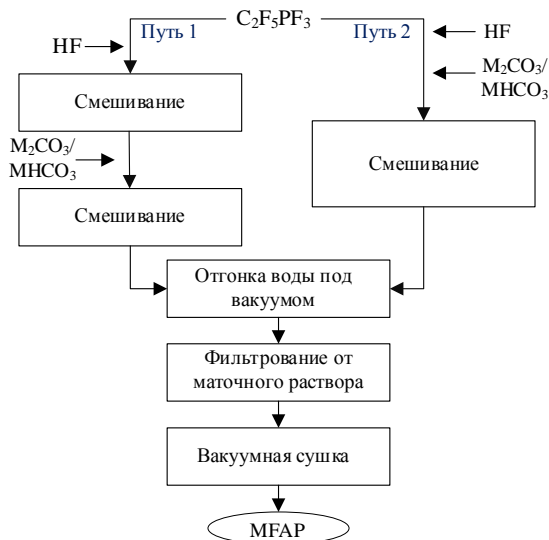 C₂F₅PF₃
Путь 1
Путь 2
HF
HF
M₂CO₃/
MHCO₃
Смешивание
Смешивание
M₂CO₃/
MHCO₃
Смешивание
Отгонка воды под
вакуумом
Фильтрование от
маточного раствора
Вакуумная сушка
MFAP